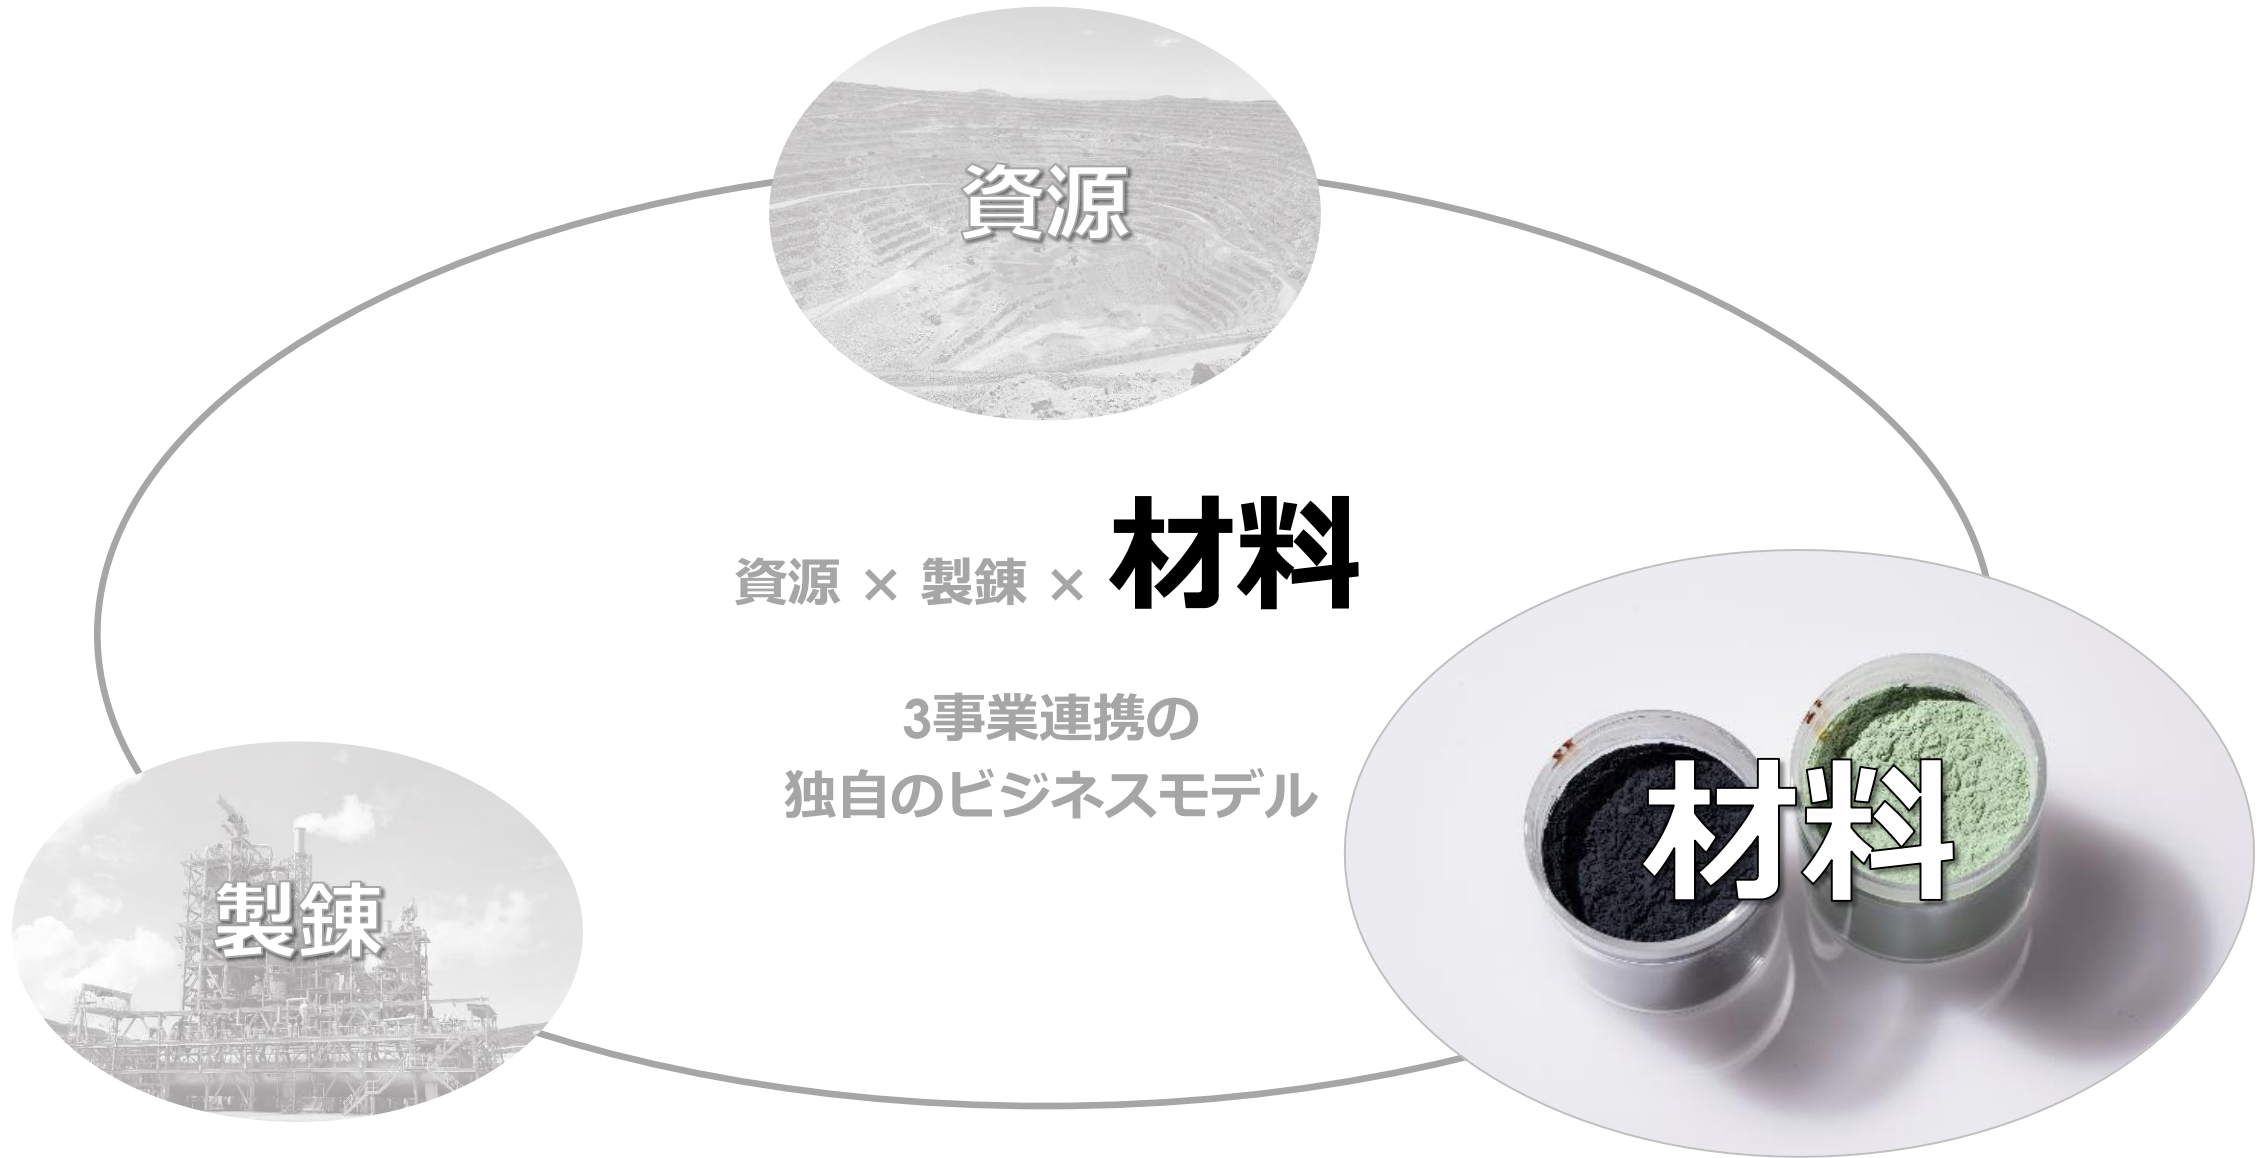 資源
資源 × 製錬 × 材料
3事業連携の
独自のビジネスモデル
製錬
材料